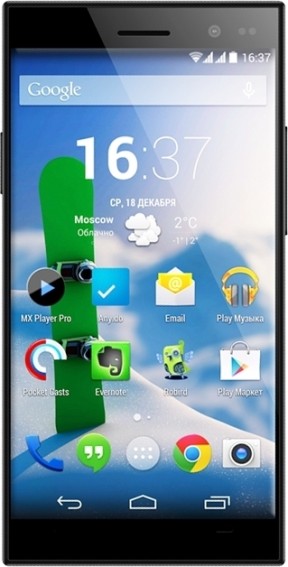 16:37
Google
16:37
СР, 18 ДЕКАБРЯ
Moscow
Облачно
2°C
-1° | 2°
MX Player Pro
Any.do
Email
Play Музыка
Pocket Casts
Evernote
Robird
Play Маркет